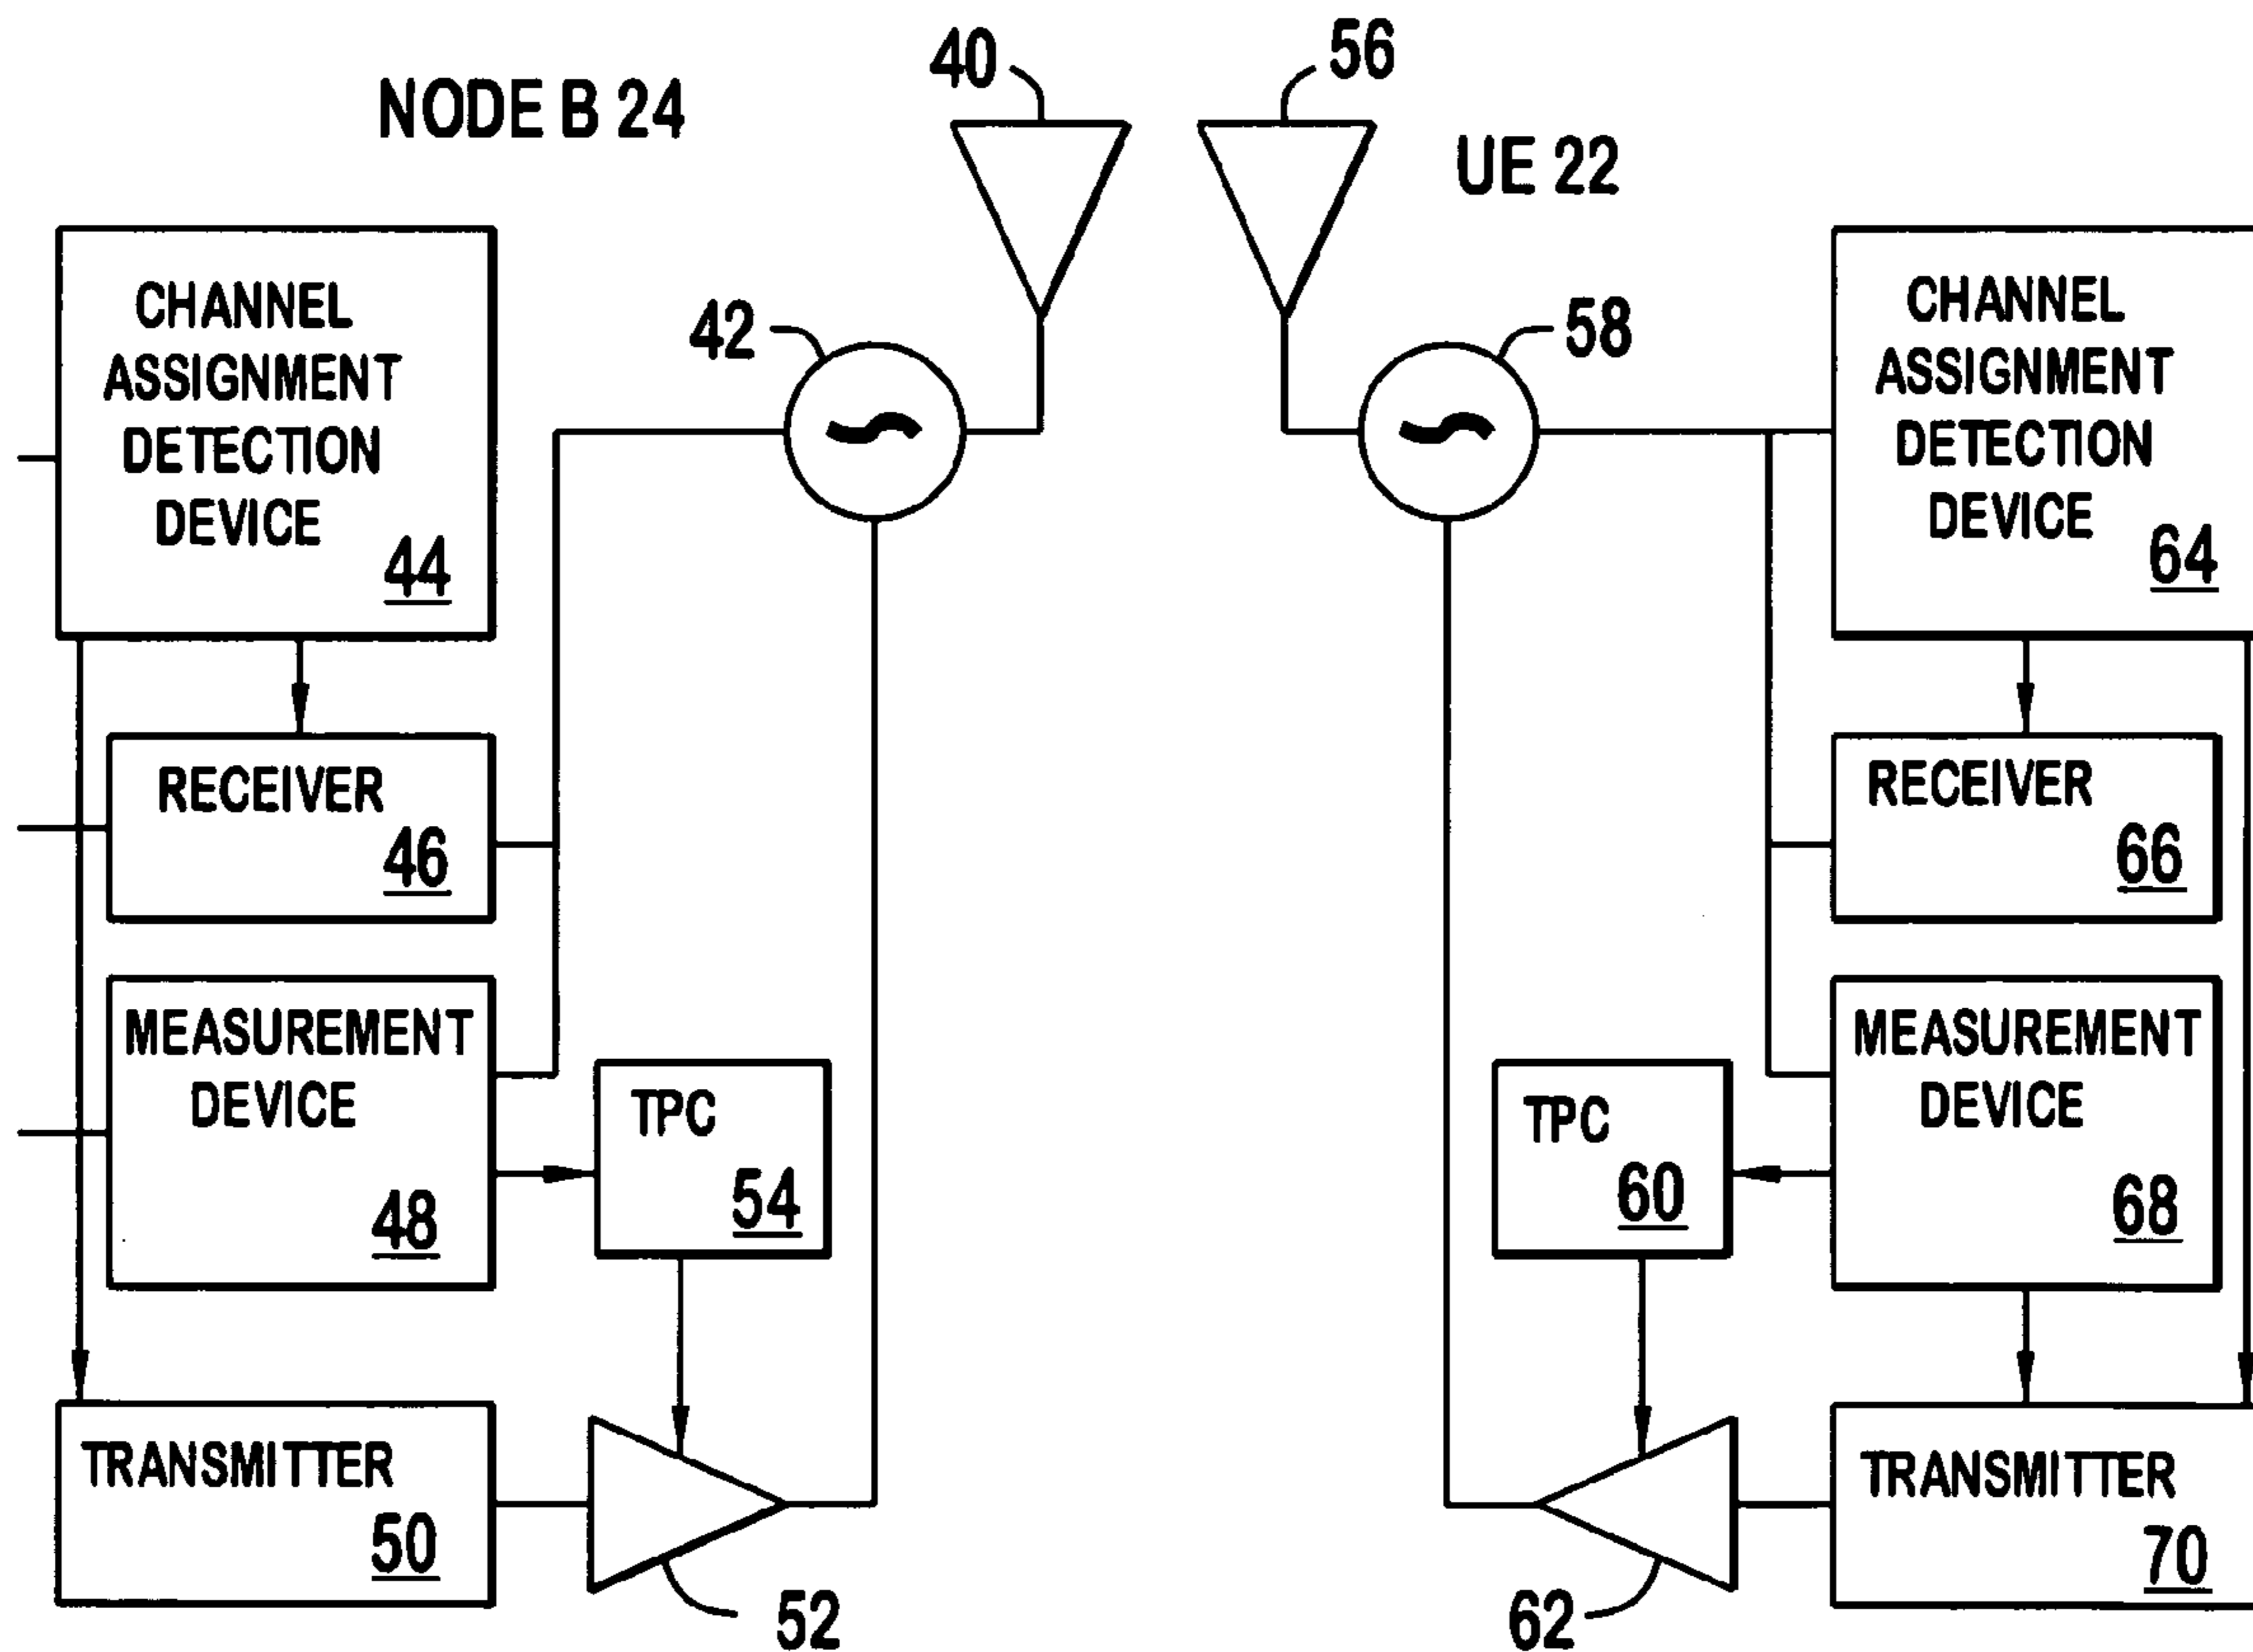 NODE B 24
40
56
UE 22
42
58
CHANNEL
ASSIGNMENT
DETECTION
DEVICE
44
CHANNEL
ASSIGNMENT
DETECTION
DEVICE
64
RECEIVER
46
RECEIVER
66
MEASUREMENT
DEVICE
48
TPC
54
TPC
60
MEASUREMENT
DEVICE
68
TRANSMITTER
50
52
62
TRANSMITTER
70